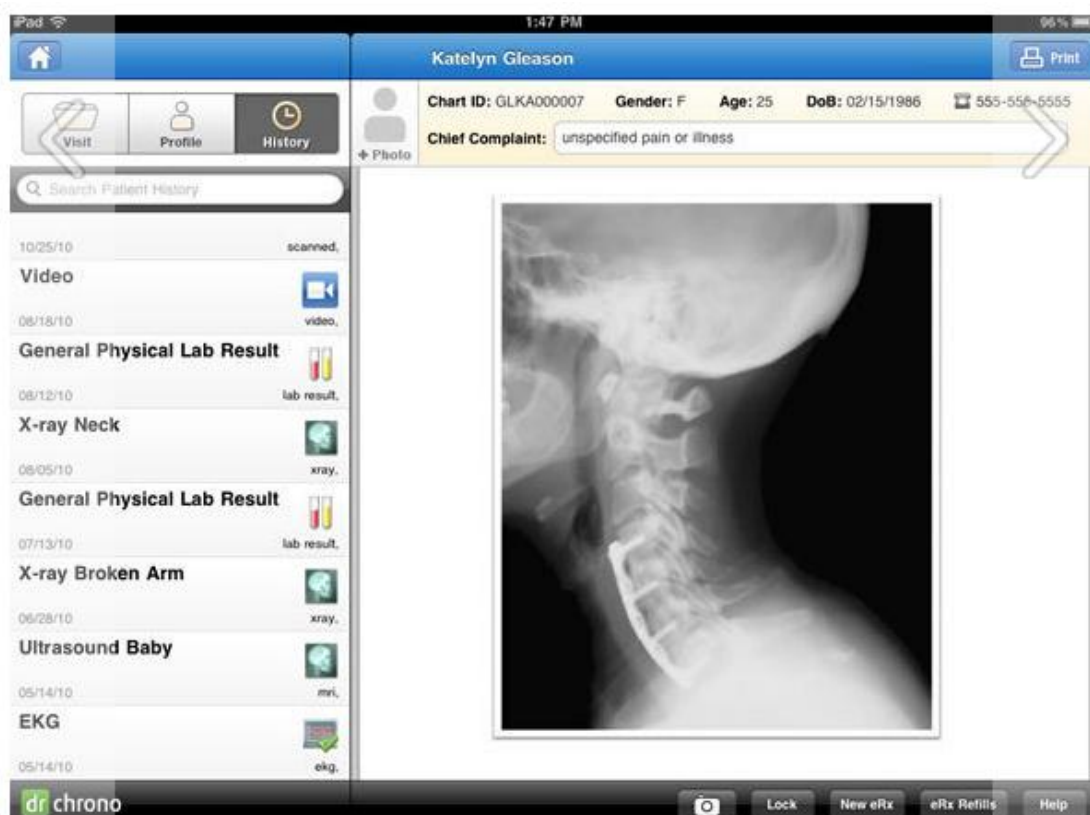 iPad 1:47 PM 96%
Katelyn Gleason Print
Visit Profile History
Search Patient History
+ Photo
Chart ID: GLKA000007 Gender: F Age: 25 DoB: 02/15/1986 555-556-5555
Chief Complaint: unspecified pain or illness
10/25/10 scanned,
Video
08/18/10 video,
General Physical Lab Result
08/12/10 lab result,
X-ray Neck
08/05/10 xray,
General Physical Lab Result
07/13/10 lab result,
X-ray Broken Arm
06/28/10 xray,
Ultrasound Baby
05/14/10 mri,
EKG
05/14/10 ekg,
dr chrono Lock New eRx eRx Refills Help